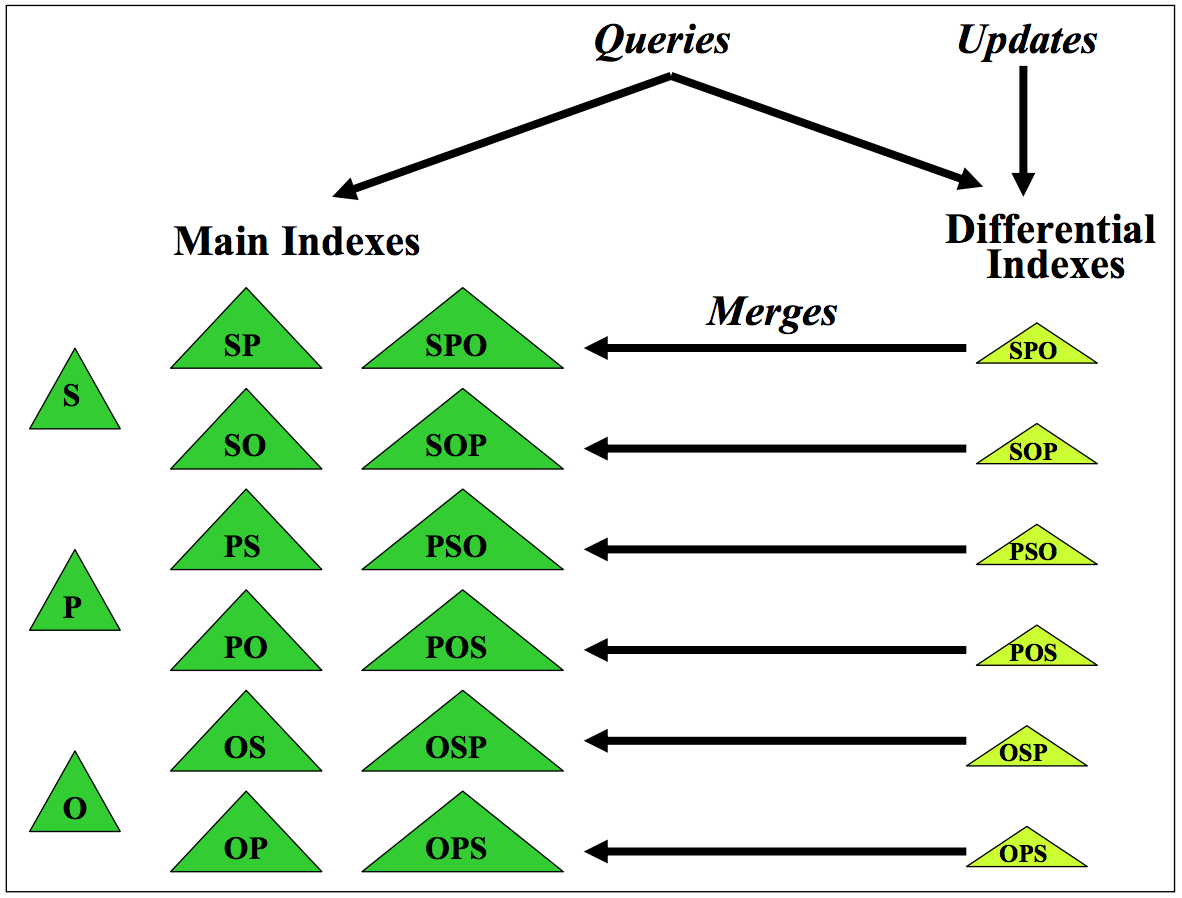 Queries
Updates
Main Indexes
Differential
Indexes
Merges
SP
SPO
SPO
S
SO
SOP
SOP
PS
PSO
PSO
P
PO
POS
POS
OS
OSP
OSP
O
OP
OPS
OPS